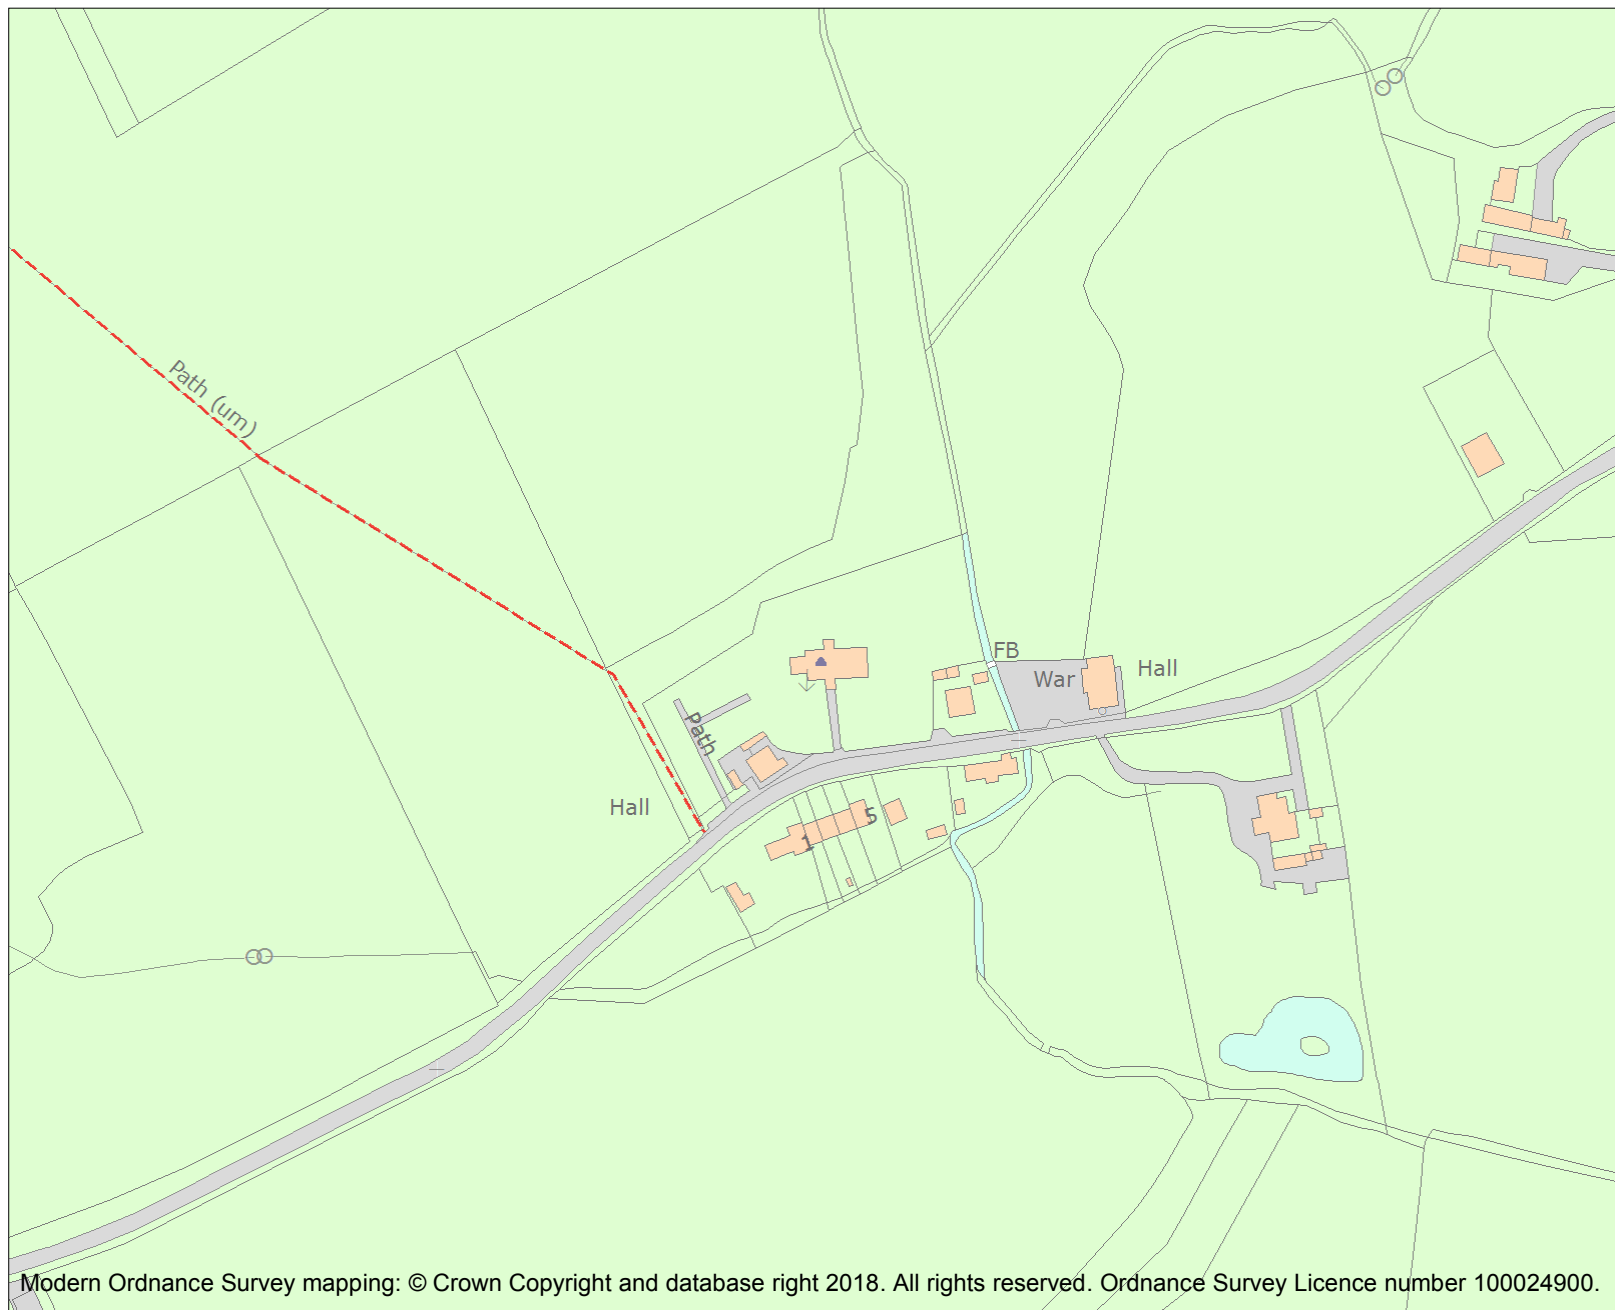 Path (um)
FB
War
Hall
Path
Hall
5
1
Modern Ordnance Survey mapping: © Crown Copyright and database right 2018. All rights reserved. Ordnance Survey Licence number 100024900.